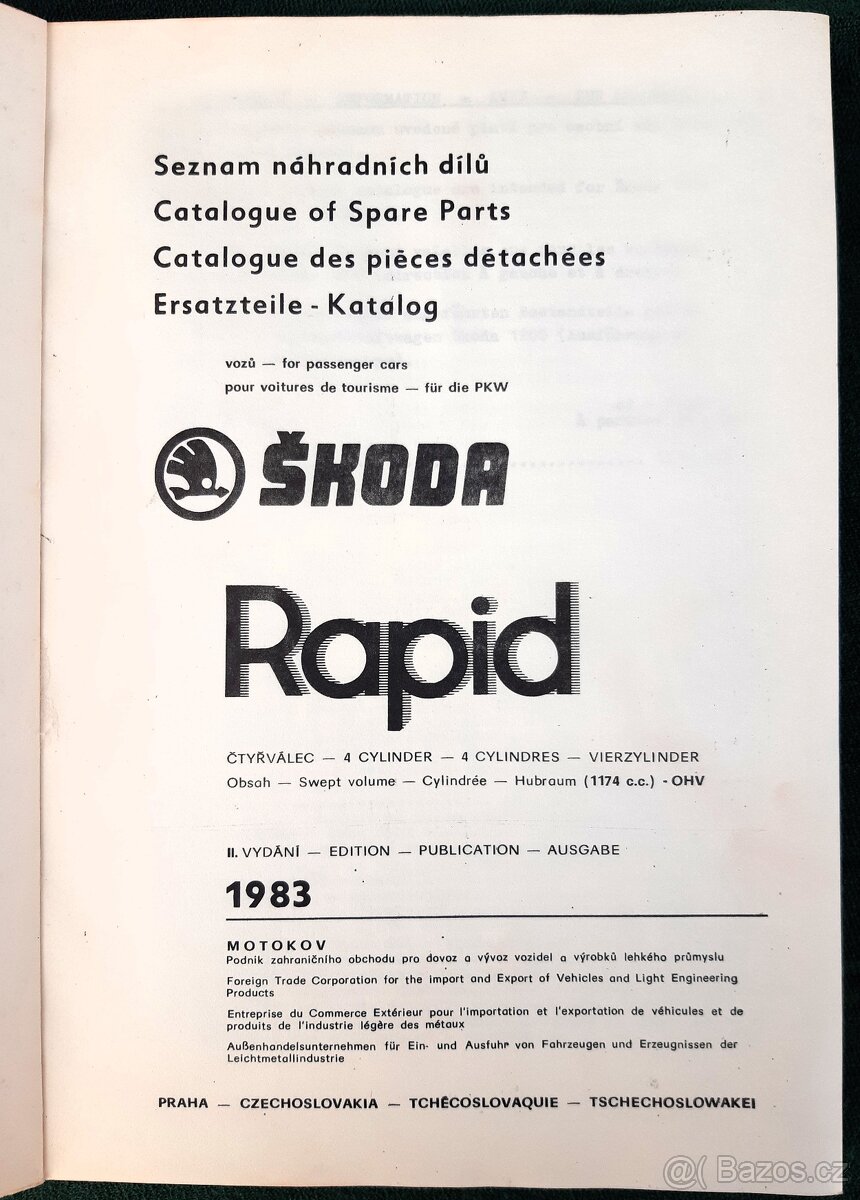 Seznam náhradních dílů
Catalogue of Spare Parts
Catalogue des pièces détachées
Ersatzteile - Katalog
vozů — for passenger cars
pour voitures de tourisme — für die PKW
ŠKODA
Rapid
ČTYŘVÁLEC — 4 CYLINDER — 4 CYLINDRES — VIERZYLINDER
Obsah — Swept volume — Cylindrée — Hubraum (1174 c.c.) - OHV
II. VYDÁNÍ — EDITION — PUBLICATION — AUSGABE
1983
MOTOKOV
Podnik zahraničního obchodu pro dovoz a vývoz vozidel a výrobků lehkého průmyslu
Foreign Trade Corporation for the import and Export of Vehicles and Light Engineering
Products
Entreprise du Commerce Extérieur pour l'importation et l'exportation de véhicules et de
produits de l'industrie légère des métaux
Außenhandelsunternehmen für Ein- und Ausfuhr von Fahrzeugen und Erzeugnissen der
Leichtmetallindustrie
PRAHA — CZECHOSLOVAKIA — TCHÉCOSLOVAQUIE — TSCHECHOSLOWAKEI
@( Bazos.cz